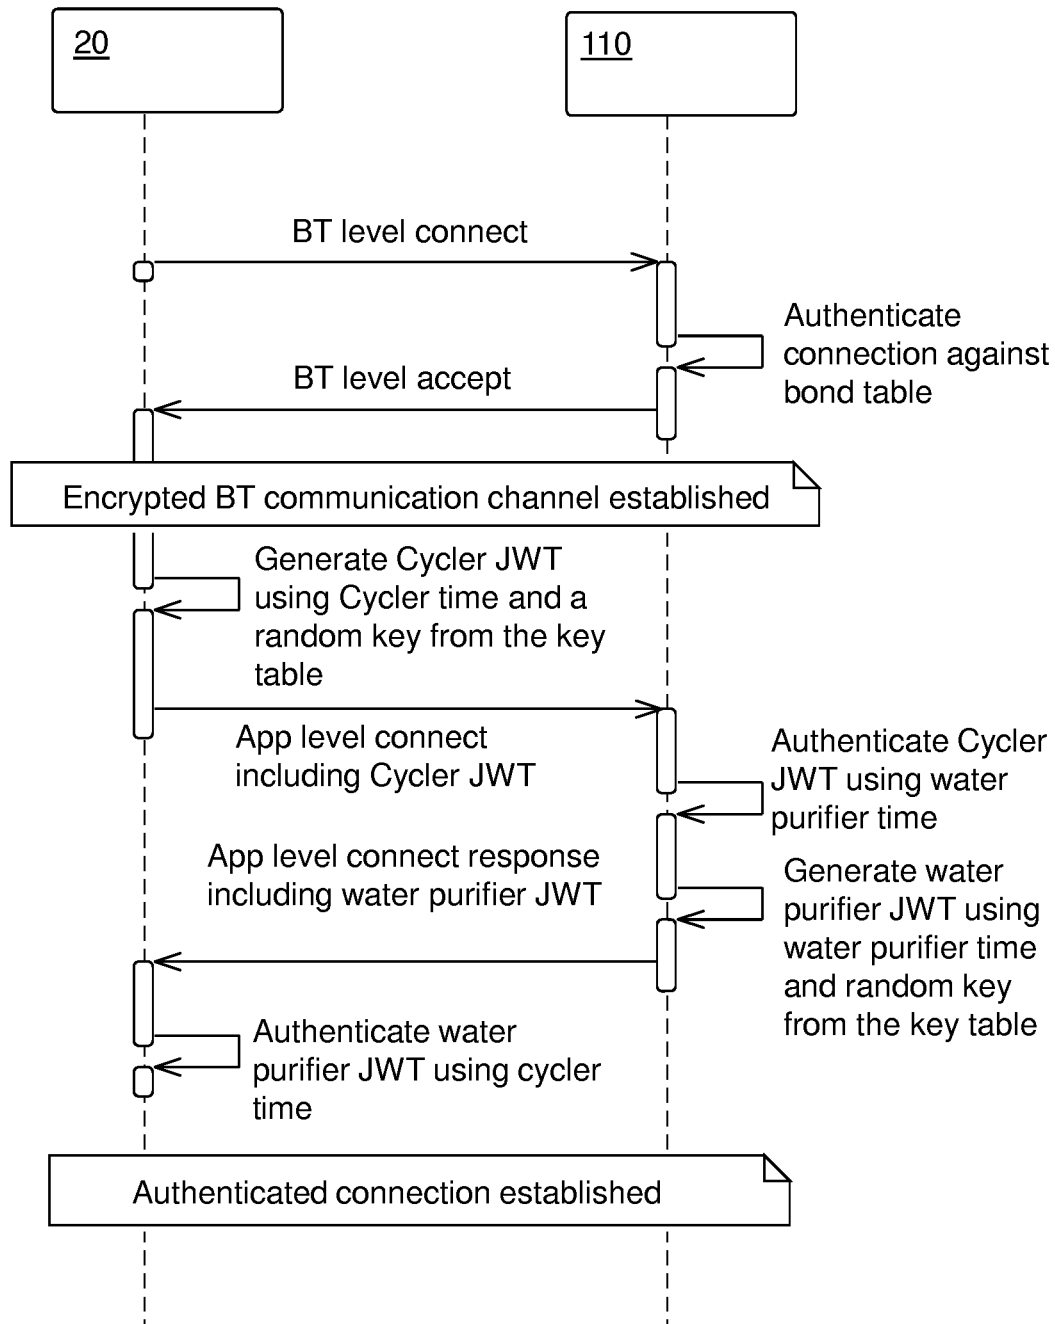 20
110
BT level connect
Authenticate
connection against
bond table
BT level accept
Encrypted BT communication channel established
Generate Cycler JWT
using Cycler time and a
random key from the key
table
App level connect
including Cycler JWT
Authenticate Cycler
JWT using water
purifier time
App level connect response
including water purifier JWT
Generate water
purifier JWT using
water purifier time
and random key
from the key table
Authenticate water
purifier JWT using cycler
time
Authenticated connection established